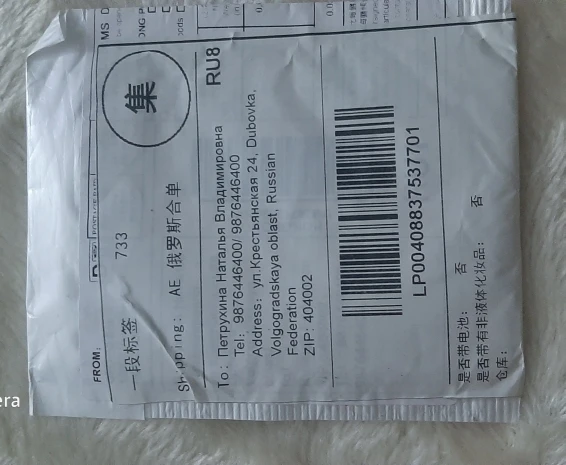 FROM:
集
一段标签 733
Shipping: AE 俄罗斯合单
RU8
To: Петрухина Наталья Владимировна
Tel: 9876446400/ 9876446400
Address: ул.Крестьянская 24, Dubovka,
Volgogradskaya oblast, Russian
Federation
ZIP: 404002
LP00408837537701
是否带电池: 否
是否带有非液体化妆品: 否
仓库: